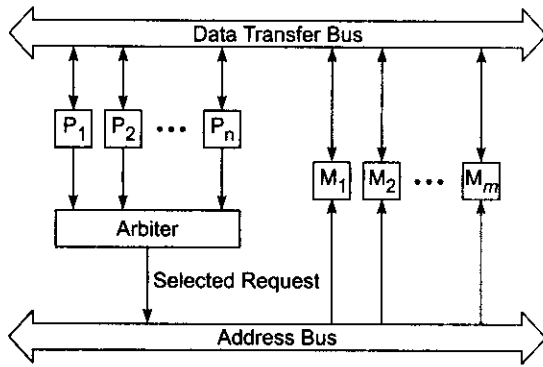 Data Transfer Bus
P1 P2 ••• Pn
M1 M2 ••• Mm
Arbiter
Selected Request
Address Bus